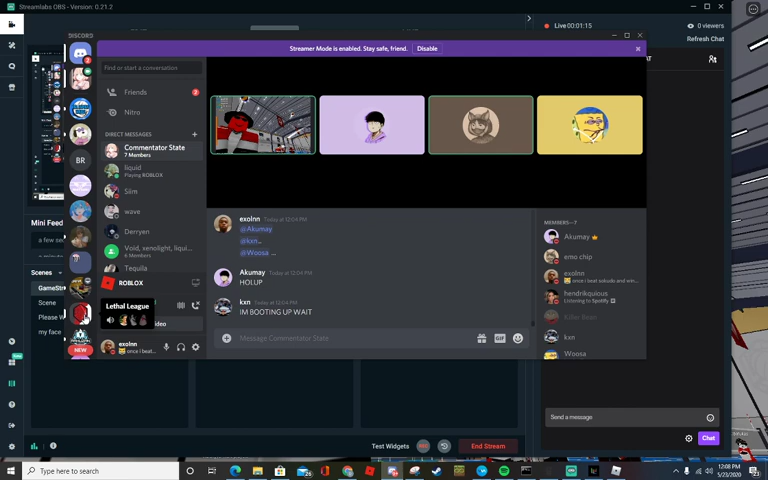 Streamlabs OBS - Version: 0.21.2
Live 00:01:15
0 viewers
Refresh Chat
DISCORD
Streamer Mode is enabled. Stay safe, friend.
Disable
Find or start a conversation
Friends
2
Nitro
DIRECT MESSAGES
Commentator State
7 Members
liquid
Playing ROBLOX
Slim
wave
Derryen
Void, xenolight, liqui...
6 Members
Tequila
BR
ROBLOX
Lethal League
NEW
exolnn
once I beat...
exolnn Today at 12:04 PM
@Akumay
@kxn..
@Woosa ...
Akumay Today at 12:04 PM
HOLUP
kxn Today at 12:04 PM
IM BOOTING UP WAIT
Message Commentator State
GIF
MEMBERS—7
Akumay
emo chip
exolnn
hendrikquious
Listening to Spotify
Killer Bean
kxn
Woosa
Mini Feed
a few sec
Scenes
GameStre
Scene
Please W
my face
Send a message
Chat
Test Widgets
REC
End Stream
Type here to search
12:08 PM
5/23/2020